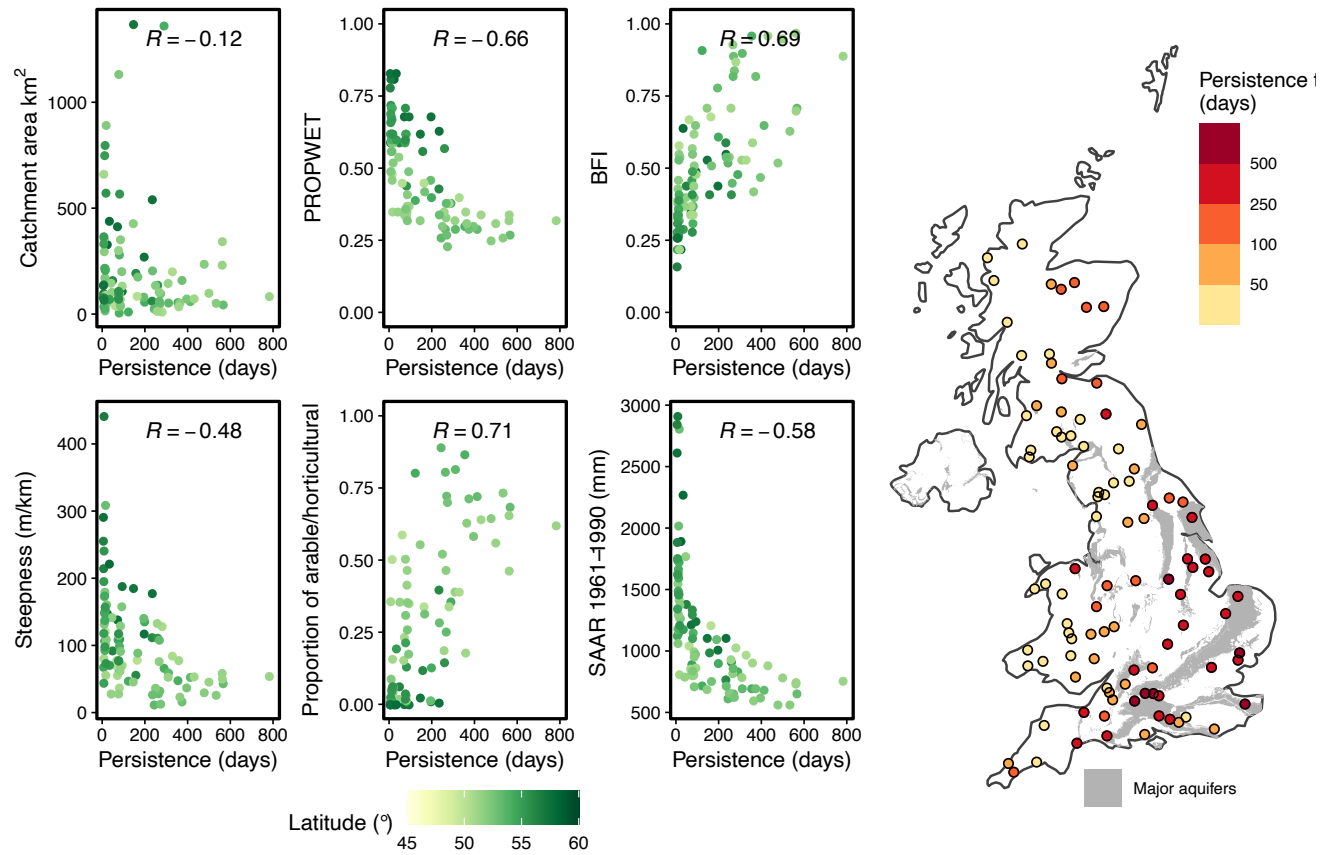 Catchment area km²
1000
500
0
R = −0.12
0 200 400 600 800
Persistence (days)
PROPWET
1.00
0.75
0.50
0.25
0.00
R = −0.66
0 200 400 600 800
Persistence (days)
BFI
1.00
0.75
0.50
0.25
0.00
R = 0.69
0 200 400 600 800
Persistence (days)
Steepness (m/km)
400
300
200
100
0
R = −0.48
0 200 400 600 800
Persistence (days)
Proportion of arable/horticultural
1.00
0.75
0.50
0.25
0.00
R = 0.71
0 200 400 600 800
Persistence (days)
SAAR 1961−1990 (mm)
3000
2500
2000
1500
1000
500
R = −0.58
0 200 400 600 800
Persistence (days)
Latitude (°)
45 50 55 60
Persistence t
(days)
500
250
100
50
Major aquifers